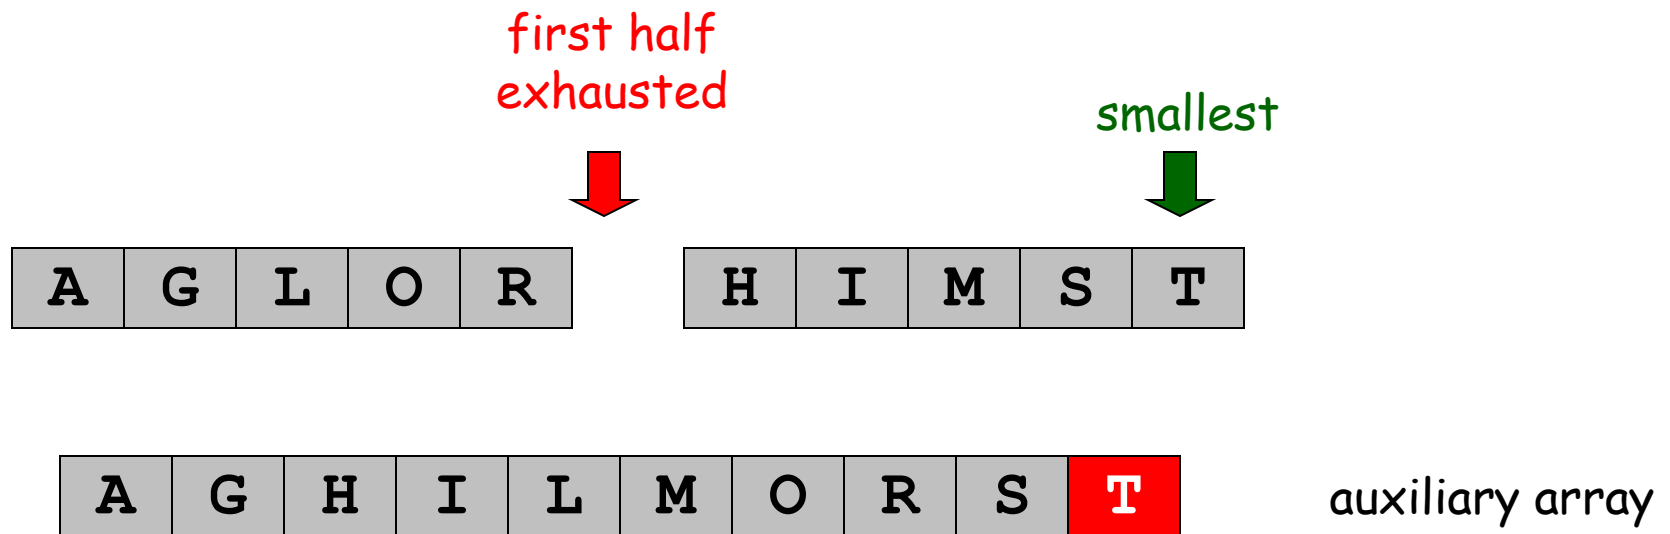 first half
exhausted
smallest
A G L O R H I M S T
A G H I L M O R S T
auxiliary array